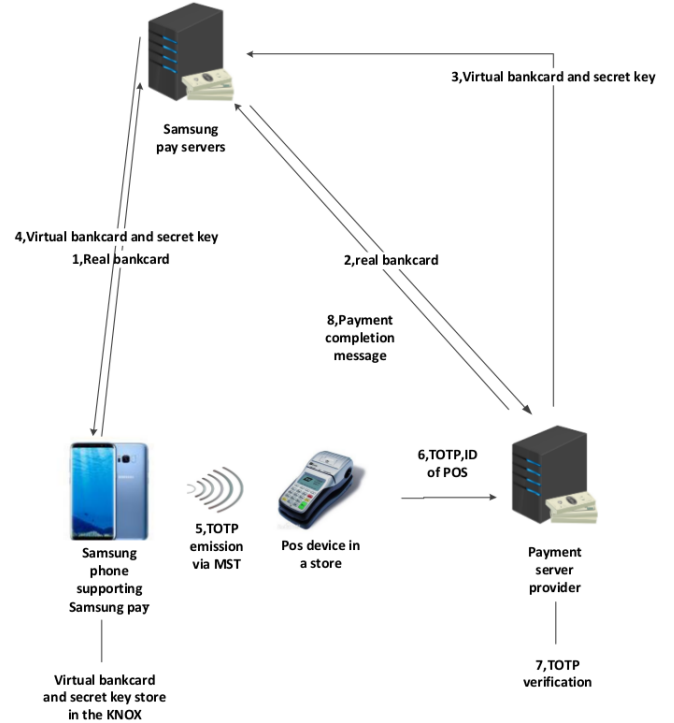 3,Virtual bankcard and secret key
Samsung
pay servers
4,Virtual bankcard and secret key
1,Real bankcard
2,real bankcard
8,Payment
completion
message
6,TOTP,ID
of POS
5,TOTP
emission
via MST
Pos device in
a store
Samsung
phone
supporting
Samsung pay
Payment
server
provider
Virtual bankcard
and secret key store
in the KNOX
7,TOTP
verification